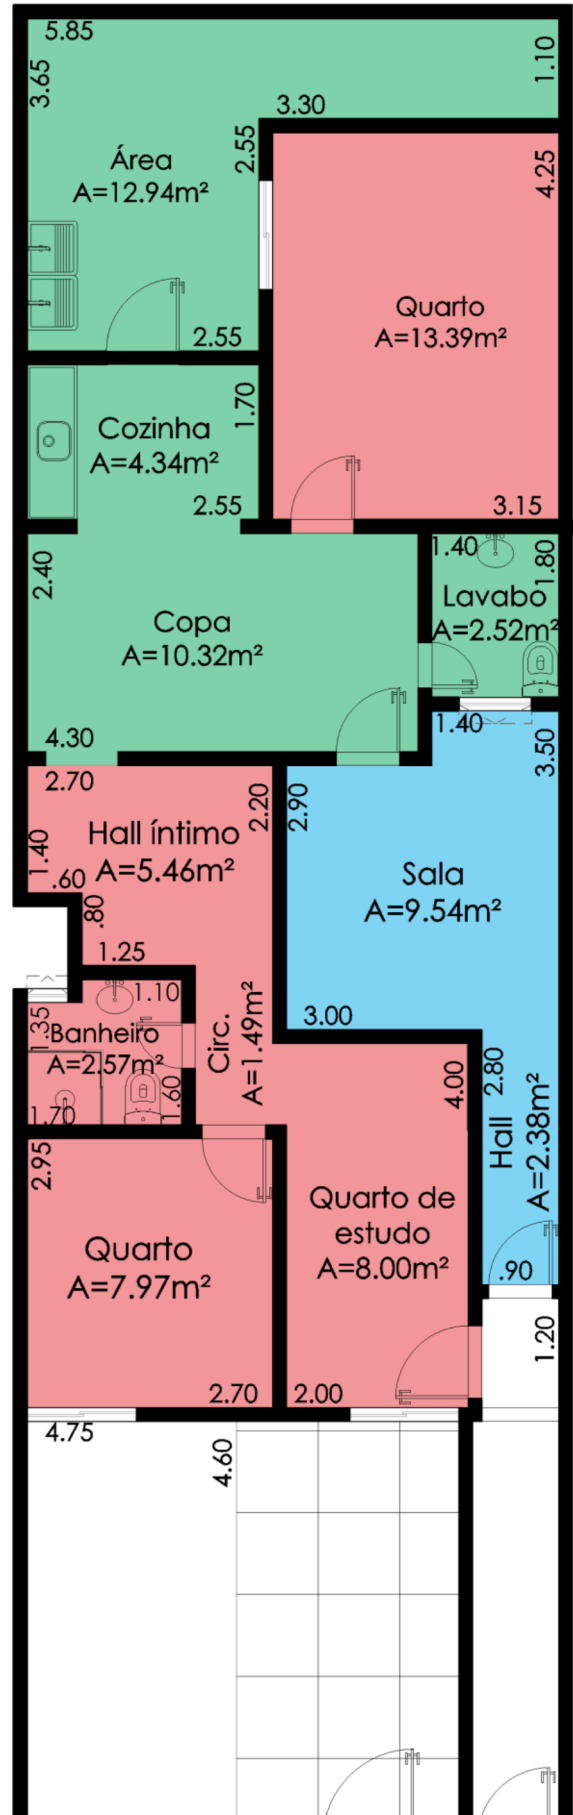 5.85
3.65
1.10
3.30
2.55
4.25
Área
A=12.94m²
Quarto
A=13.39m²
2.55
1.70
Cozinha
A=4.34m²
2.55
3.15
2.40
1.40
1.80
Copa
A=10.32m²
Lavabo
A=2.52m²
4.30
1.40
3.50
2.70
2.20
2.90
Hall íntimo
A=5.46m²
1.40
.60
.80
1.25
Sala
A=9.54m²
3.00
1.10
1.35
Banheiro
A=2.57m²
1.70
1.60
Circ.
A=1.49m²
4.00
2.80
Hall
A=2.38m²
2.95
Quarto
A=7.97m²
Quarto de
estudo
A=8.00m²
.90
1.20
2.70
2.00
4.75
4.60